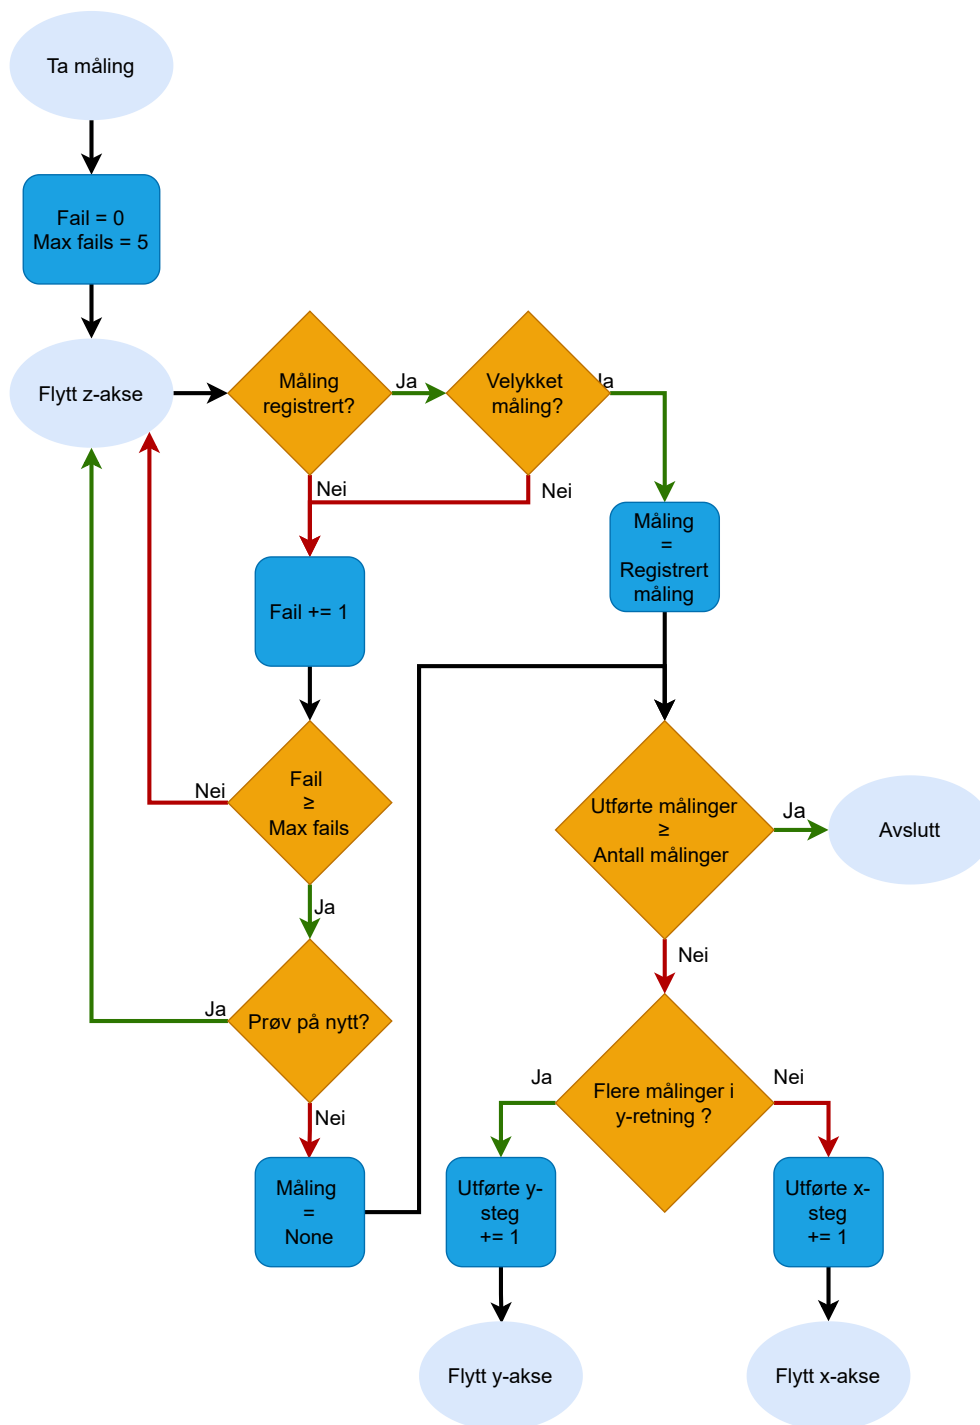 Ta måling
Fail = 0
Max fails = 5
Flytt z-akse
Måling
registrert?
Ja
Velykket
måling?
Ja
Nei
Nei
Måling
=
Registrert
måling
Fail += 1
Fail
≥
Max fails
Nei
Ja
Utførte målinger
≥
Antall målinger
Ja
Avslutt
Nei
Prøv på nytt?
Ja
Nei
Flere målinger i
y-retning ?
Ja
Nei
Måling
=
None
Utførte y-
steg
+= 1
Utførte x-
steg
+= 1
Flytt y-akse
Flytt x-akse